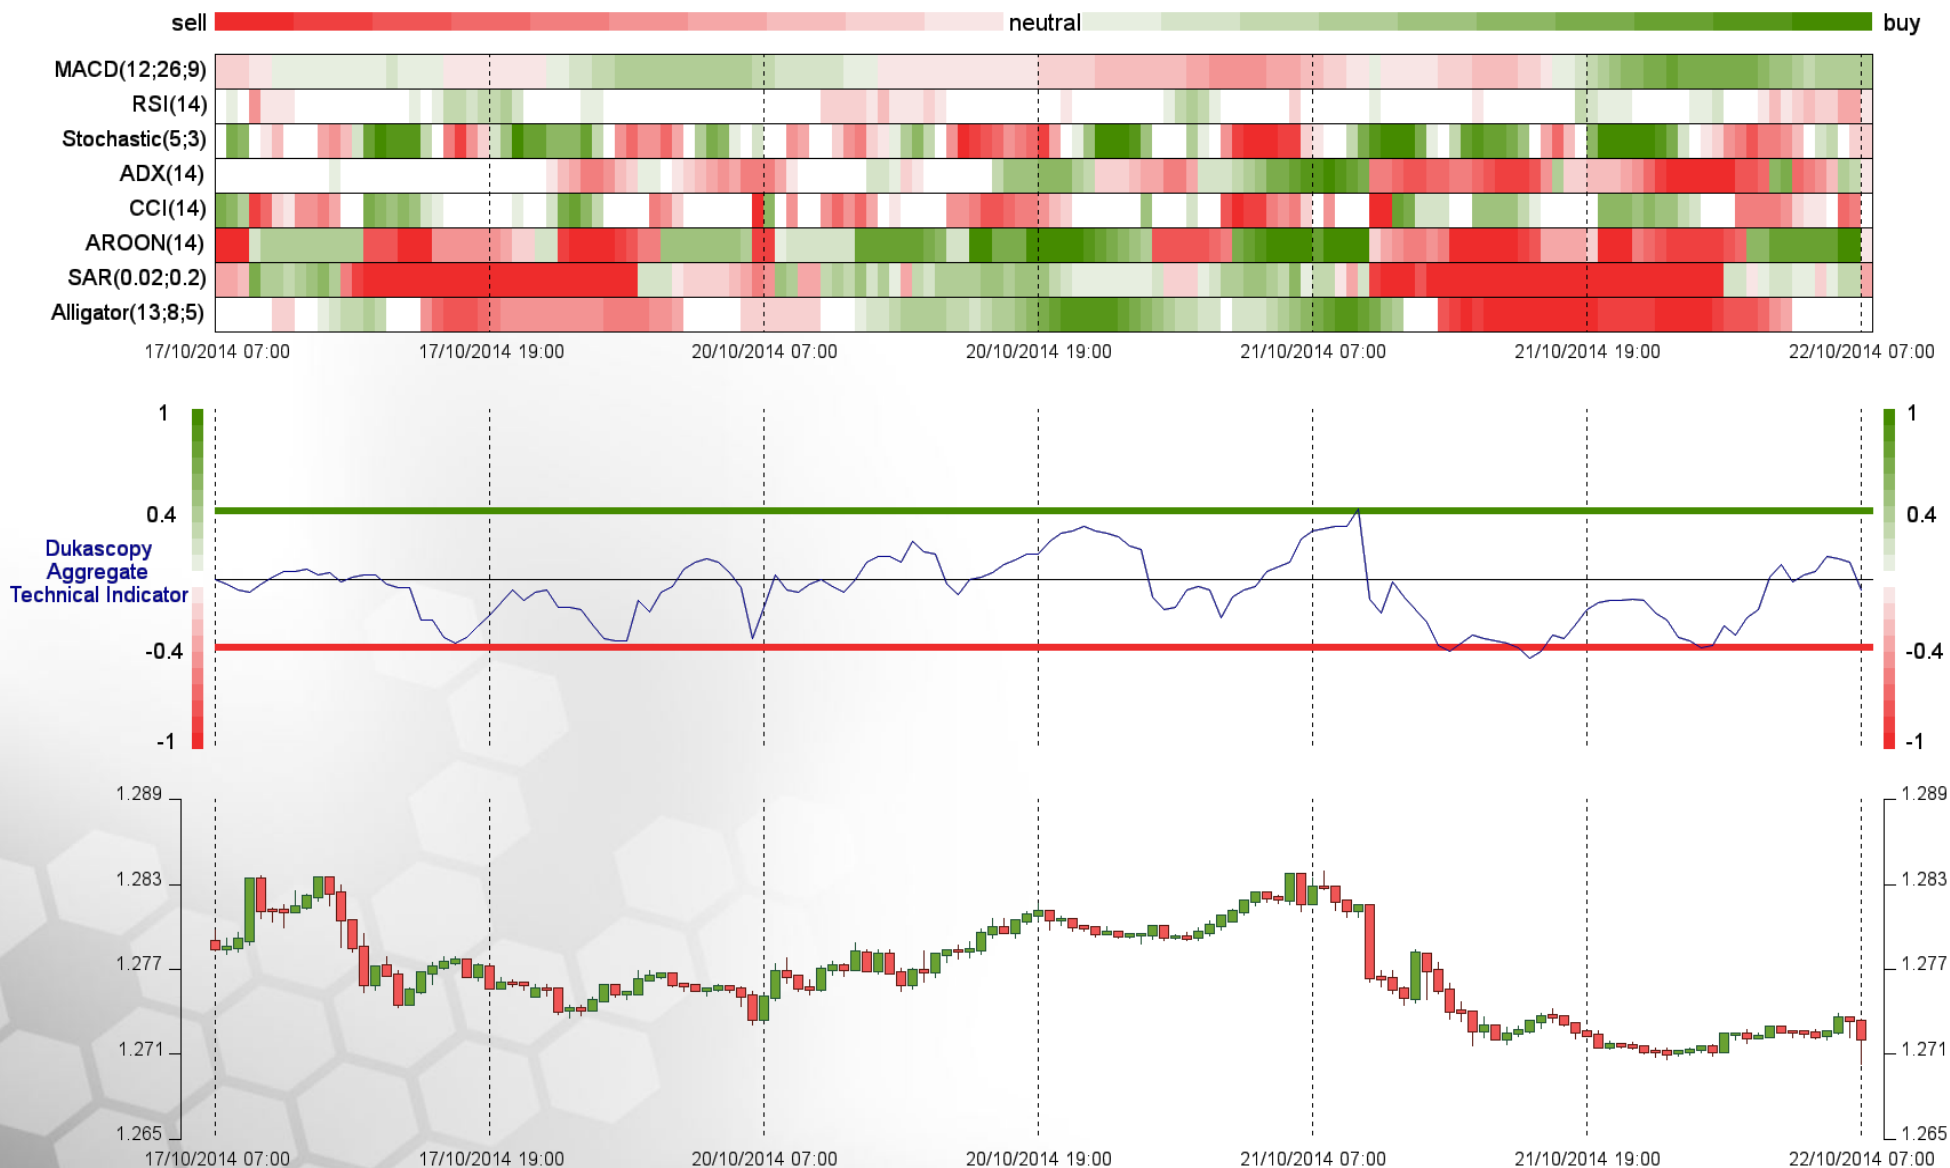 sell neutral buy
MACD(12;26;9)
RSI(14)
Stochastic(5;3)
ADX(14)
CCI(14)
AROON(14)
SAR(0.02;0.2)
Alligator(13;8;5)
17/10/2014 07:00 17/10/2014 19:00 20/10/2014 07:00 20/10/2014 19:00 21/10/2014 07:00 21/10/2014 19:00 22/10/2014 07:00
1 1
0.4 0.4
Dukascopy
Aggregate
Technical Indicator
-0.4 -0.4
-1 -1
1.289 1.289
1.283 1.283
1.277 1.277
1.271 1.271
1.265 1.265
17/10/2014 07:00 17/10/2014 19:00 20/10/2014 07:00 20/10/2014 19:00 21/10/2014 07:00 21/10/2014 19:00 22/10/2014 07:00